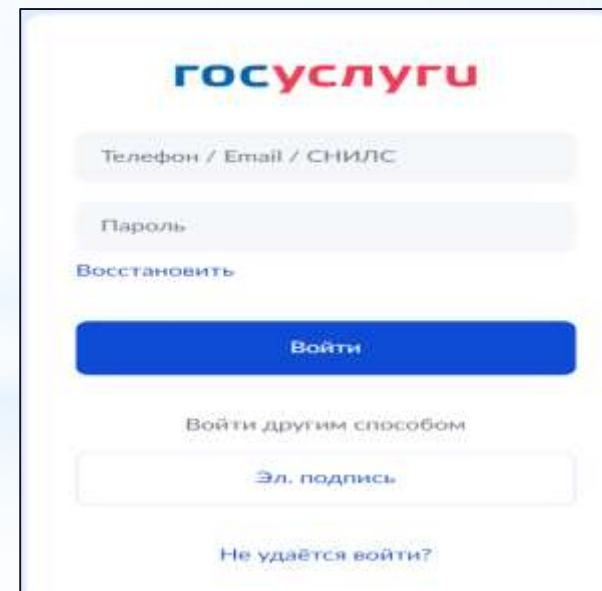 госуслуги
Телефон / Email / СНИЛС
Пароль
Восстановить
Войти
Войти другим способом
Эл. подпись
Не удаётся войти?